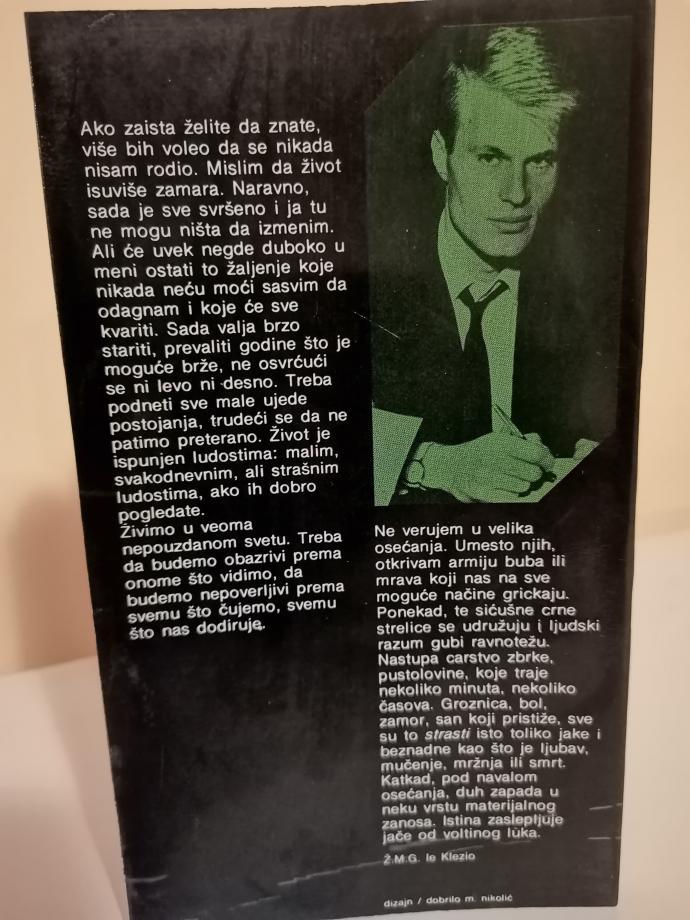 Ako zaista želite da znate,
više bih voleo da se nikada
nisam rodio. Mislim da život
isuviše zamara. Naravno,
sada je sve svršeno i ja tu
ne mogu ništa da izmenim.
Ali će uvek negde duboko u
meni ostati to žaljenje koje
nikada neću moći sasvim da
odagnam i koje će sve
kvariti. Sada valja brzo
stariti, prevaliti godine što je
moguće brže, ne osvrćući
se ni levo ni desno. Treba
podneti sve male ujede
postojanja, trudeći se da ne
patimo preterano. Život je
ispunjen ludostima: malim,
svakodnevnim, ali strašnim
ludostima, ako ih dobro
pogledate.
Živimo u veoma
nepouzdanom svetu. Treba
da budemo obazrivi prema
onome što vidimo, da
budemo nepoverljivi prema
svemu što čujemo, svemu
što nas dodiruje.
Ne verujem u velika
osećanja. Umesto njih,
otkrivam armiju buba ili
mrava koji nas na sve
moguće načine grickaju.
Ponekad, te sićušne crne
strelice se udružuju i ljudski
razum gubi ravnotežu.
Nastupa carstvo zbrke,
pustolovine, koje traje
nekoliko minuta, nekoliko
časova. Groznica, bol,
zamor, san koji pristiže, sve
su to strasti isto toliko jake i
beznadne kao što je ljubav,
mučenje, mržnja ili smrt.
Katkad, pod navalom
osećanja, duh zapada u
neku vrstu materijalnog
zanosa. Istina zaslepljuje
jače od voltinog luka.
Ž.M.G. le Klezio
dizajn / dobrilo m. nikolić